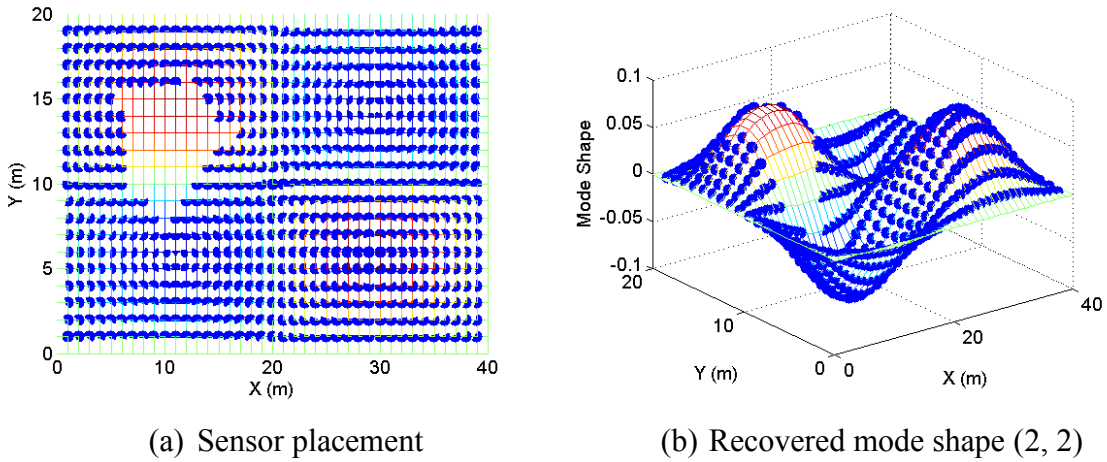 20
15
10
5
0
Y (m)
0 10 20 30 40
X (m)
0.1
0.05
0
-0.05
-0.1
Mode Shape
20
10
0
Y (m)
0
20
40
X (m)
(a) Sensor placement
(b) Recovered mode shape (2, 2)